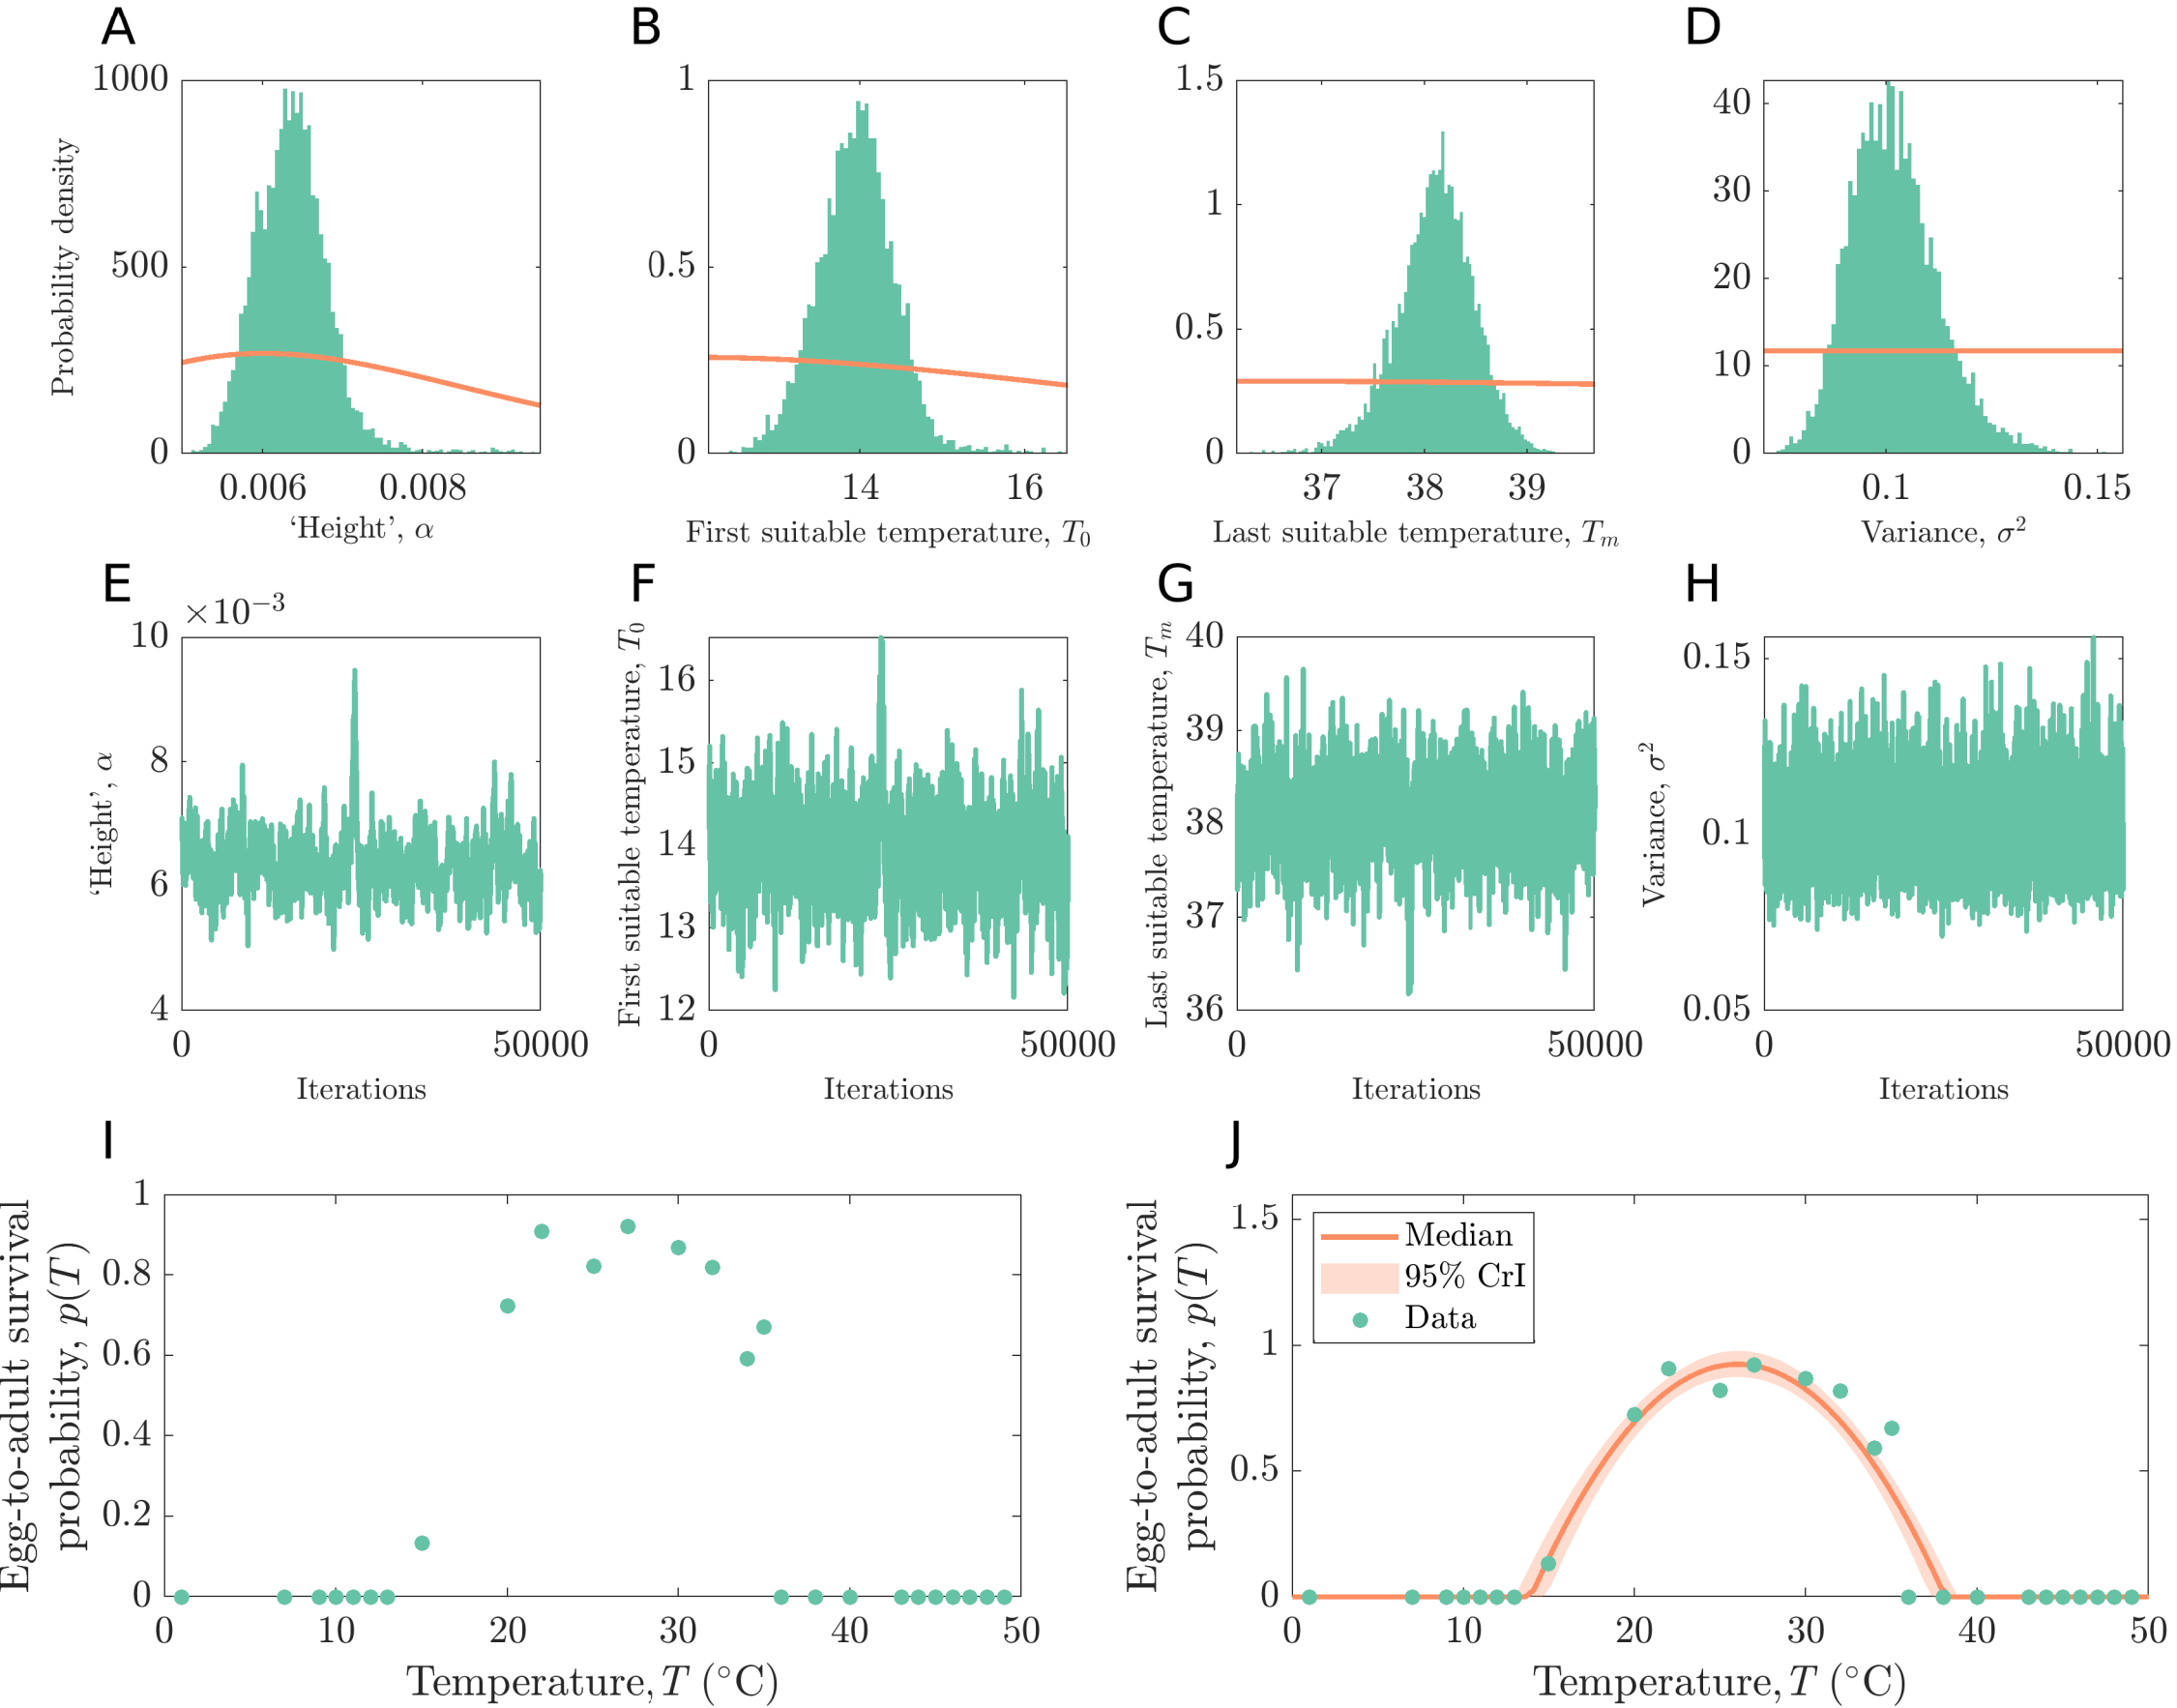 A
B
C
D
Probability density
1000
500
0
0.006
0.008
‘Height’, α
1
0.5
0
14
16
First suitable temperature, T0
1.5
1
0.5
0
37
38
39
Last suitable temperature, Tm
40
30
20
10
0
0.1
0.15
Variance, σ2
E
F
G
H
‘Height’, α
×10−3
10
8
6
4
0
50000
Iterations
First suitable temperature, T0
16
15
14
13
12
0
50000
Iterations
Last suitable temperature, Tm
40
39
38
37
36
0
50000
Iterations
Variance, σ2
0.15
0.1
0.05
0
50000
Iterations
I
Egg-to-adult survival
probability, p(T)
1
0.8
0.6
0.4
0.2
0
0
10
20
30
40
50
Temperature, T (°C)
J
Egg-to-adult survival
probability, p(T)
1.5
1
0.5
0
Median
95% CrI
Data
0
10
20
30
40
50
Temperature, T (°C)